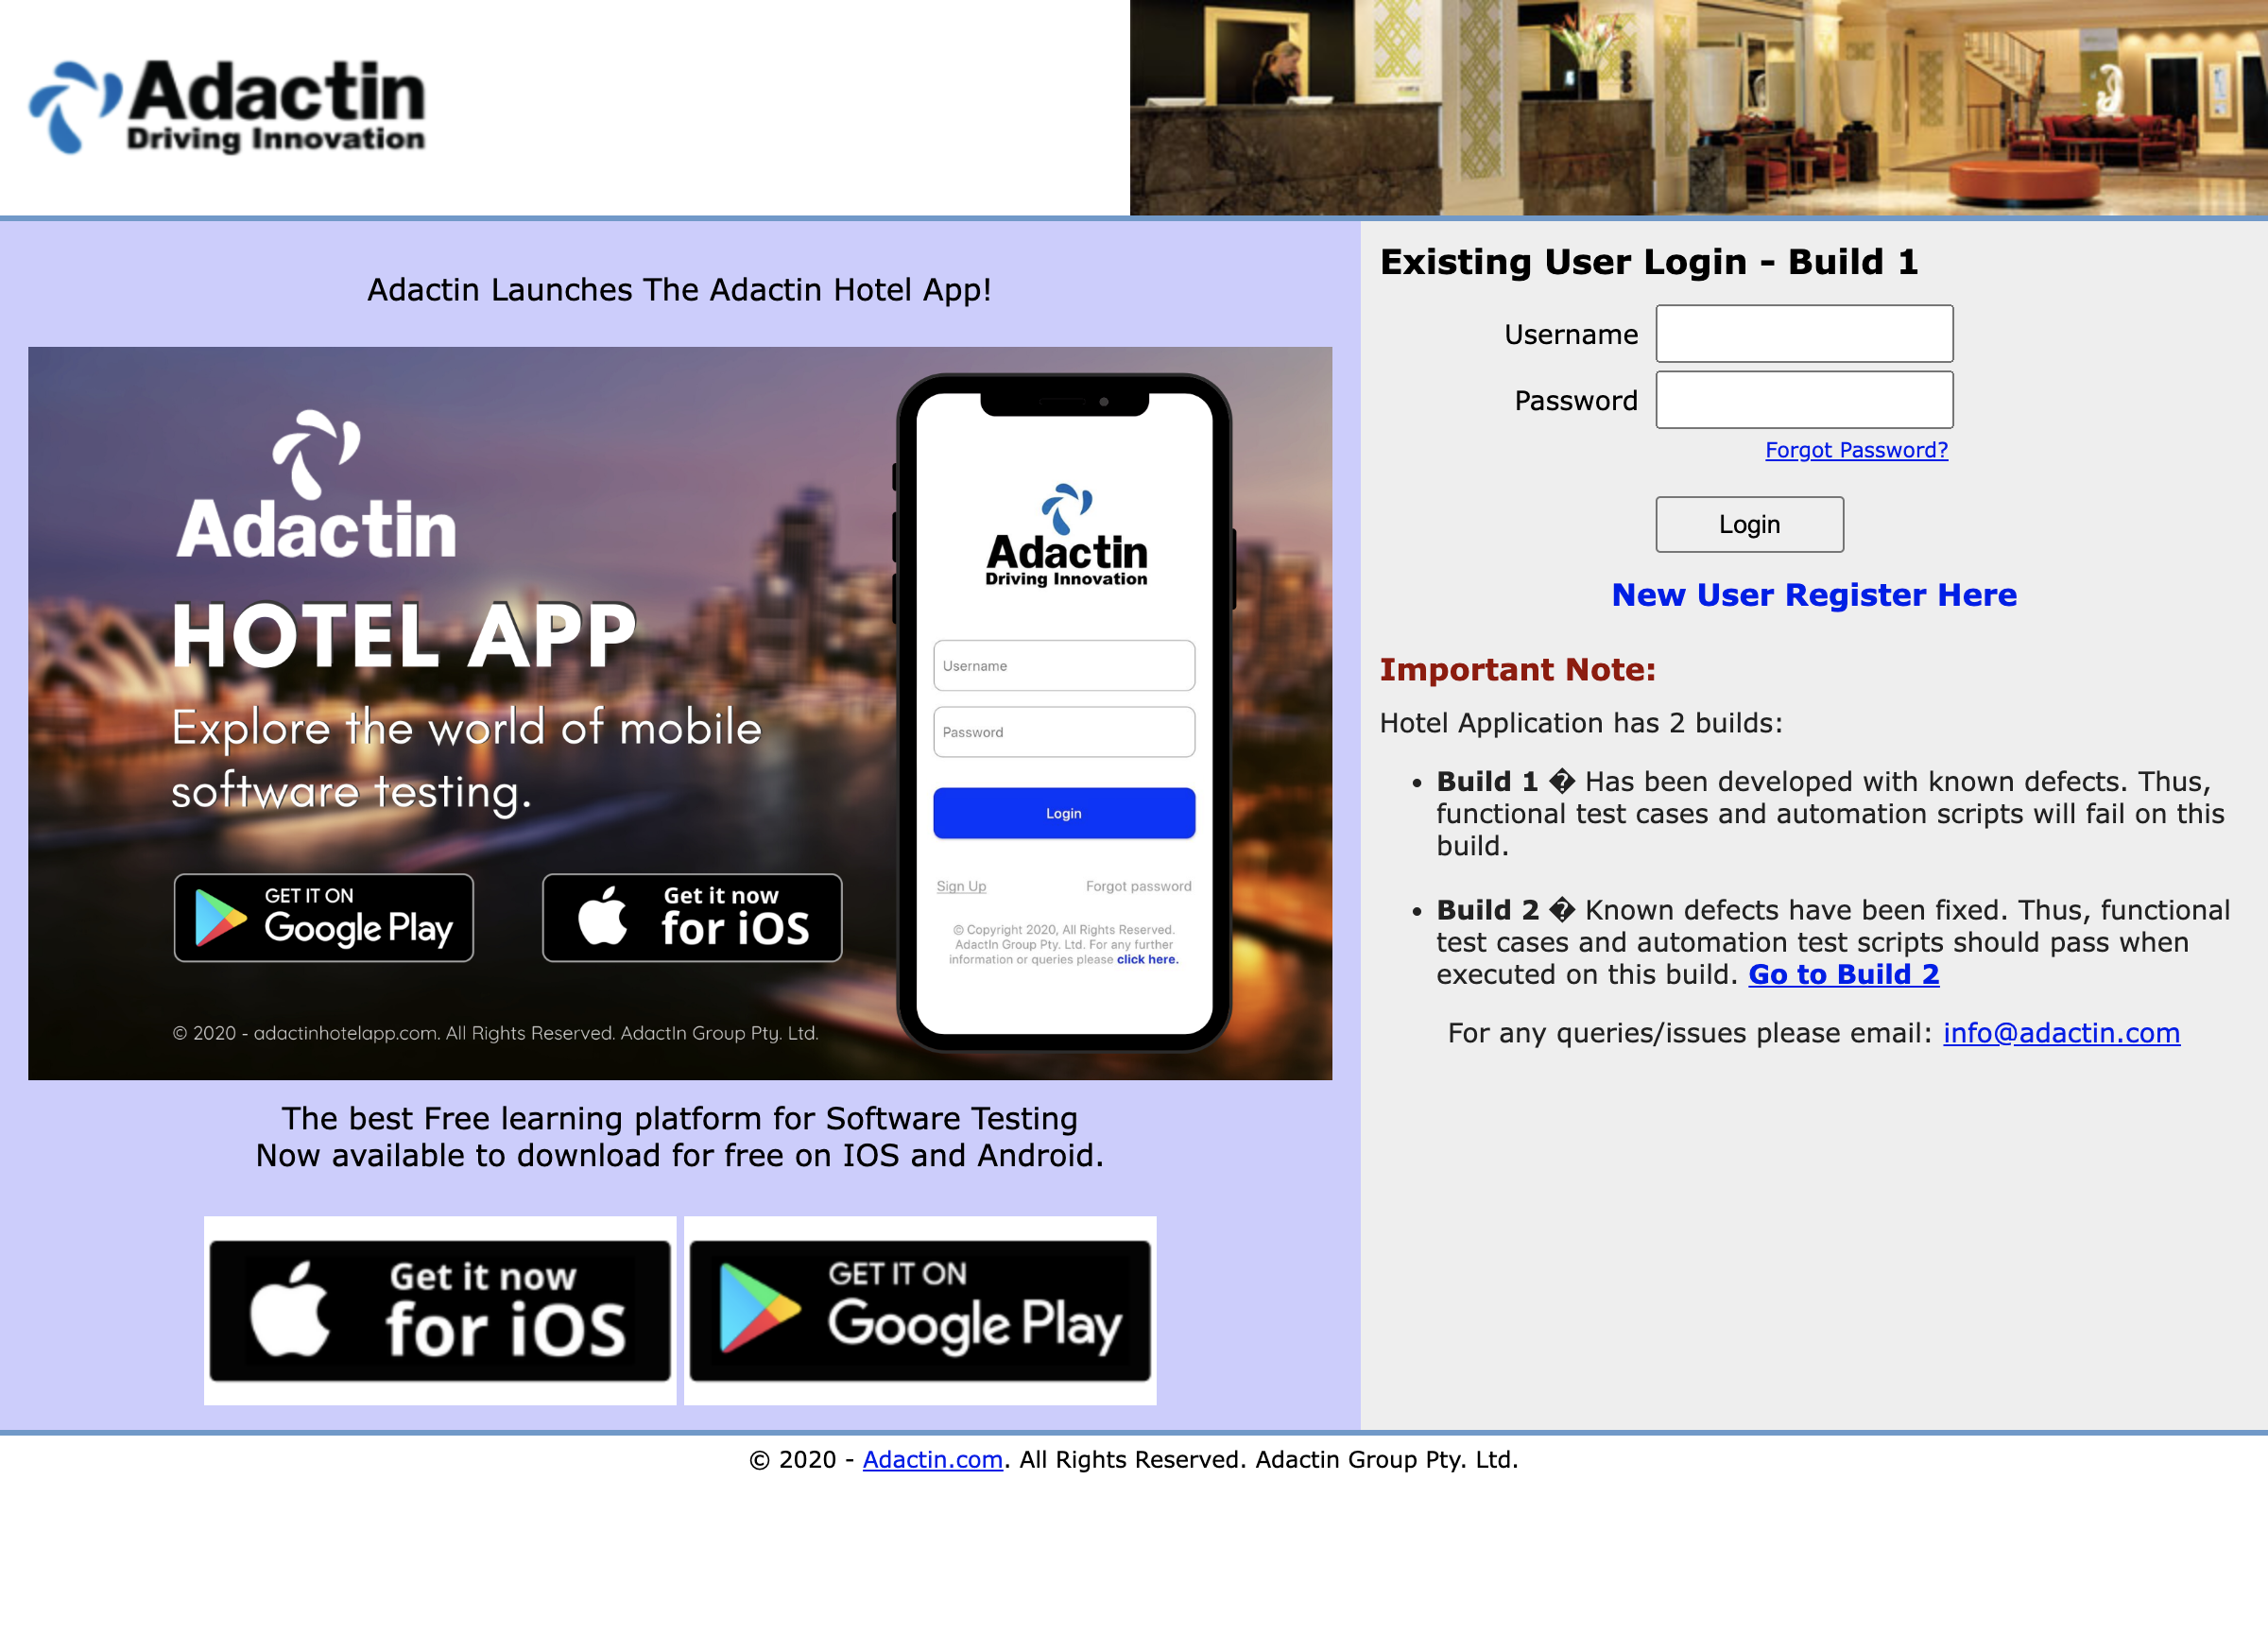 Adactin
Driving Innovation
Adactin Launches The Adactin Hotel App!
Adactin
HOTEL APP
Explore the world of mobile
software testing.
GET IT ON
Google Play
Get it now
for iOS
© 2020 - adactinhotelapp.com. All Rights Reserved. AdactIn Group Pty. Ltd.
Adactin
Driving Innovation
Username
Password
Login
Sign Up Forgot password
© Copyright 2020, All Rights Reserved.
AdactIn Group Pty. Ltd. For any further
information or queries please click here.
The best Free learning platform for Software Testing
Now available to download for free on IOS and Android.
Get it now
for iOS
GET IT ON
Google Play
Existing User Login - Build 1
Username
Password
Forgot Password?
Login
New User Register Here
Important Note:
Hotel Application has 2 builds:
• Build 1 � Has been developed with known defects. Thus,
functional test cases and automation scripts will fail on this
build.
• Build 2 � Known defects have been fixed. Thus, functional
test cases and automation test scripts should pass when
executed on this build. Go to Build 2
For any queries/issues please email: info@adactin.com
© 2020 - Adactin.com. All Rights Reserved. Adactin Group Pty. Ltd.